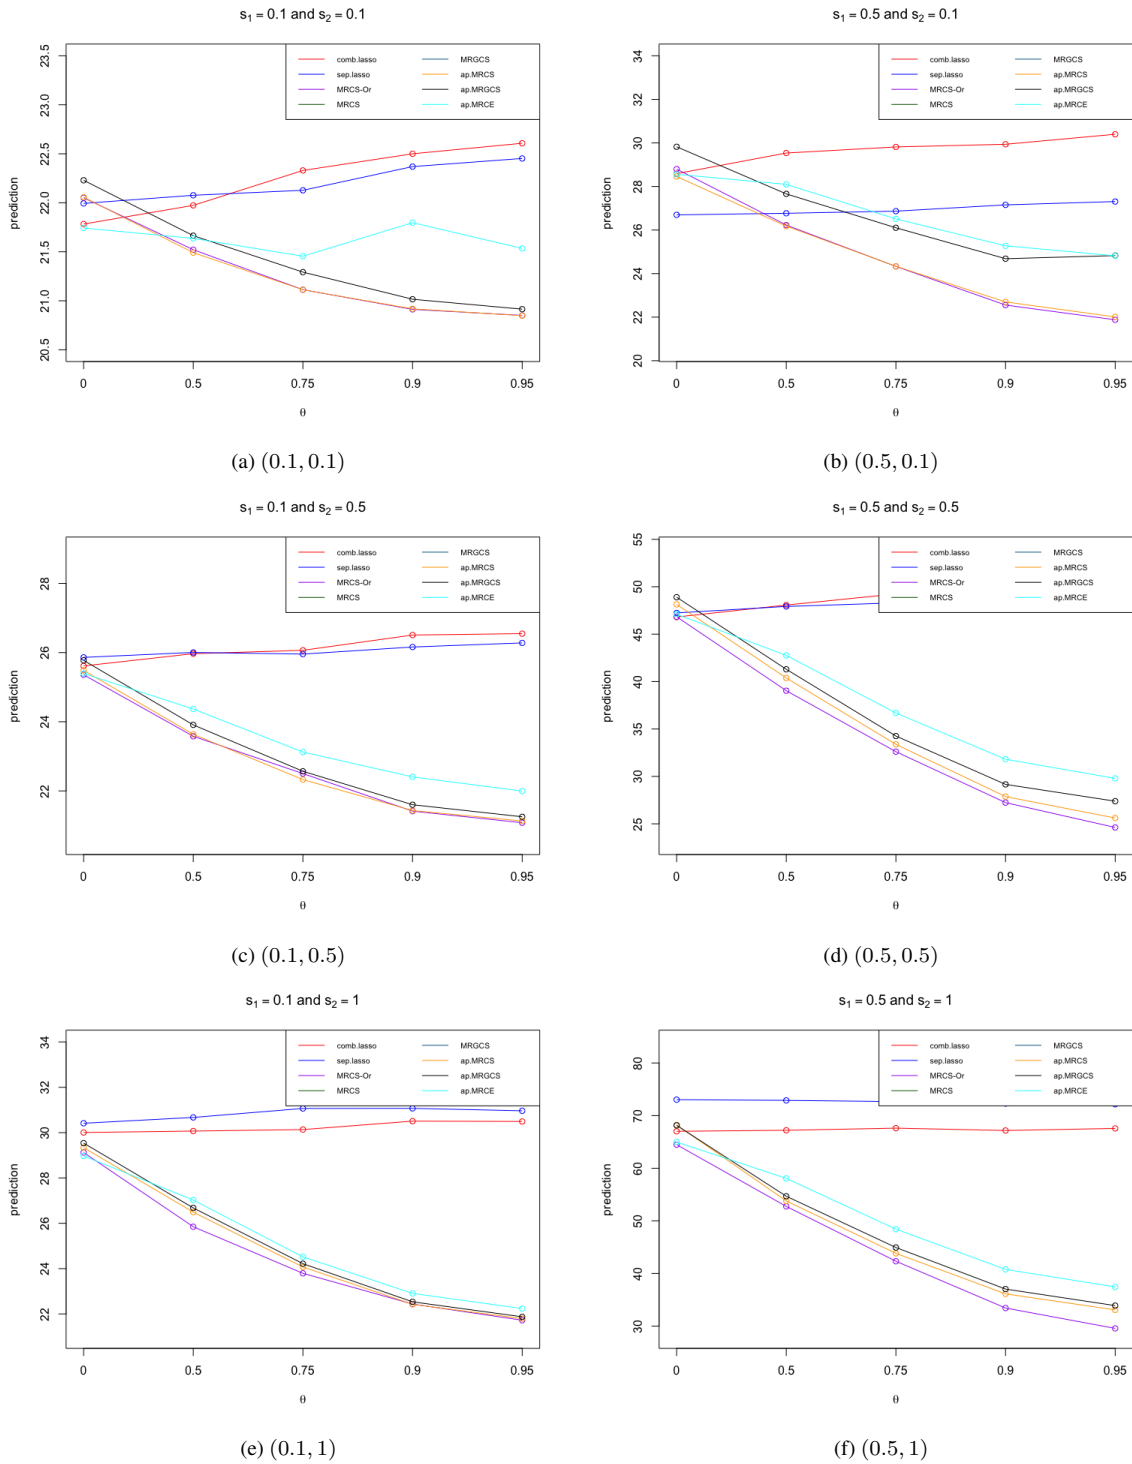 s₁ = 0.1 and s₂ = 0.1
prediction
23.5
23.0
22.5
22.0
21.5
21.0
20.5
comb.lasso
sep.lasso
MRCS-Or
MRCS
MRGCS
ap.MRCS
ap.MRGCS
ap.MRCE
0 0.5 0.75 0.9 0.95
θ
(a) (0.1, 0.1)
s₁ = 0.5 and s₂ = 0.1
prediction
34
32
30
28
26
24
22
20
comb.lasso
sep.lasso
MRCS-Or
MRCS
MRGCS
ap.MRCS
ap.MRGCS
ap.MRCE
0 0.5 0.75 0.9 0.95
θ
(b) (0.5, 0.1)
s₁ = 0.1 and s₂ = 0.5
prediction
28
26
24
22
comb.lasso
sep.lasso
MRCS-Or
MRCS
MRGCS
ap.MRCS
ap.MRGCS
ap.MRCE
0 0.5 0.75 0.9 0.95
θ
(c) (0.1, 0.5)
s₁ = 0.5 and s₂ = 0.5
prediction
55
50
45
40
35
30
25
comb.lasso
sep.lasso
MRCS-Or
MRCS
MRGCS
ap.MRCS
ap.MRGCS
ap.MRCE
0 0.5 0.75 0.9 0.95
θ
(d) (0.5, 0.5)
s₁ = 0.1 and s₂ = 1
prediction
34
32
30
28
26
24
22
comb.lasso
sep.lasso
MRCS-Or
MRCS
MRGCS
ap.MRCS
ap.MRGCS
ap.MRCE
0 0.5 0.75 0.9 0.95
θ
(e) (0.1, 1)
s₁ = 0.5 and s₂ = 1
prediction
80
70
60
50
40
30
comb.lasso
sep.lasso
MRCS-Or
MRCS
MRGCS
ap.MRCS
ap.MRGCS
ap.MRCE
0 0.5 0.75 0.9 0.95
θ
(f) (0.5, 1)